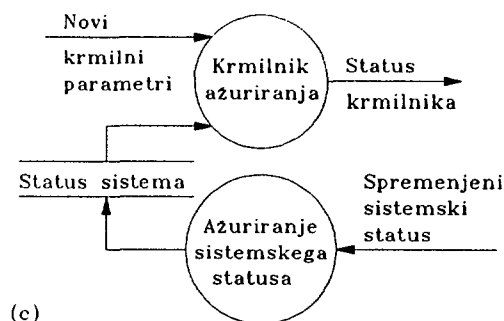 Novi
krmilni
parametri
Krmilnik
ažuriranja
Status
krmilnika
Status sistema
Ažuriranje
sistemskega
statusa
Spremenjeni
sistemski
status
(c)